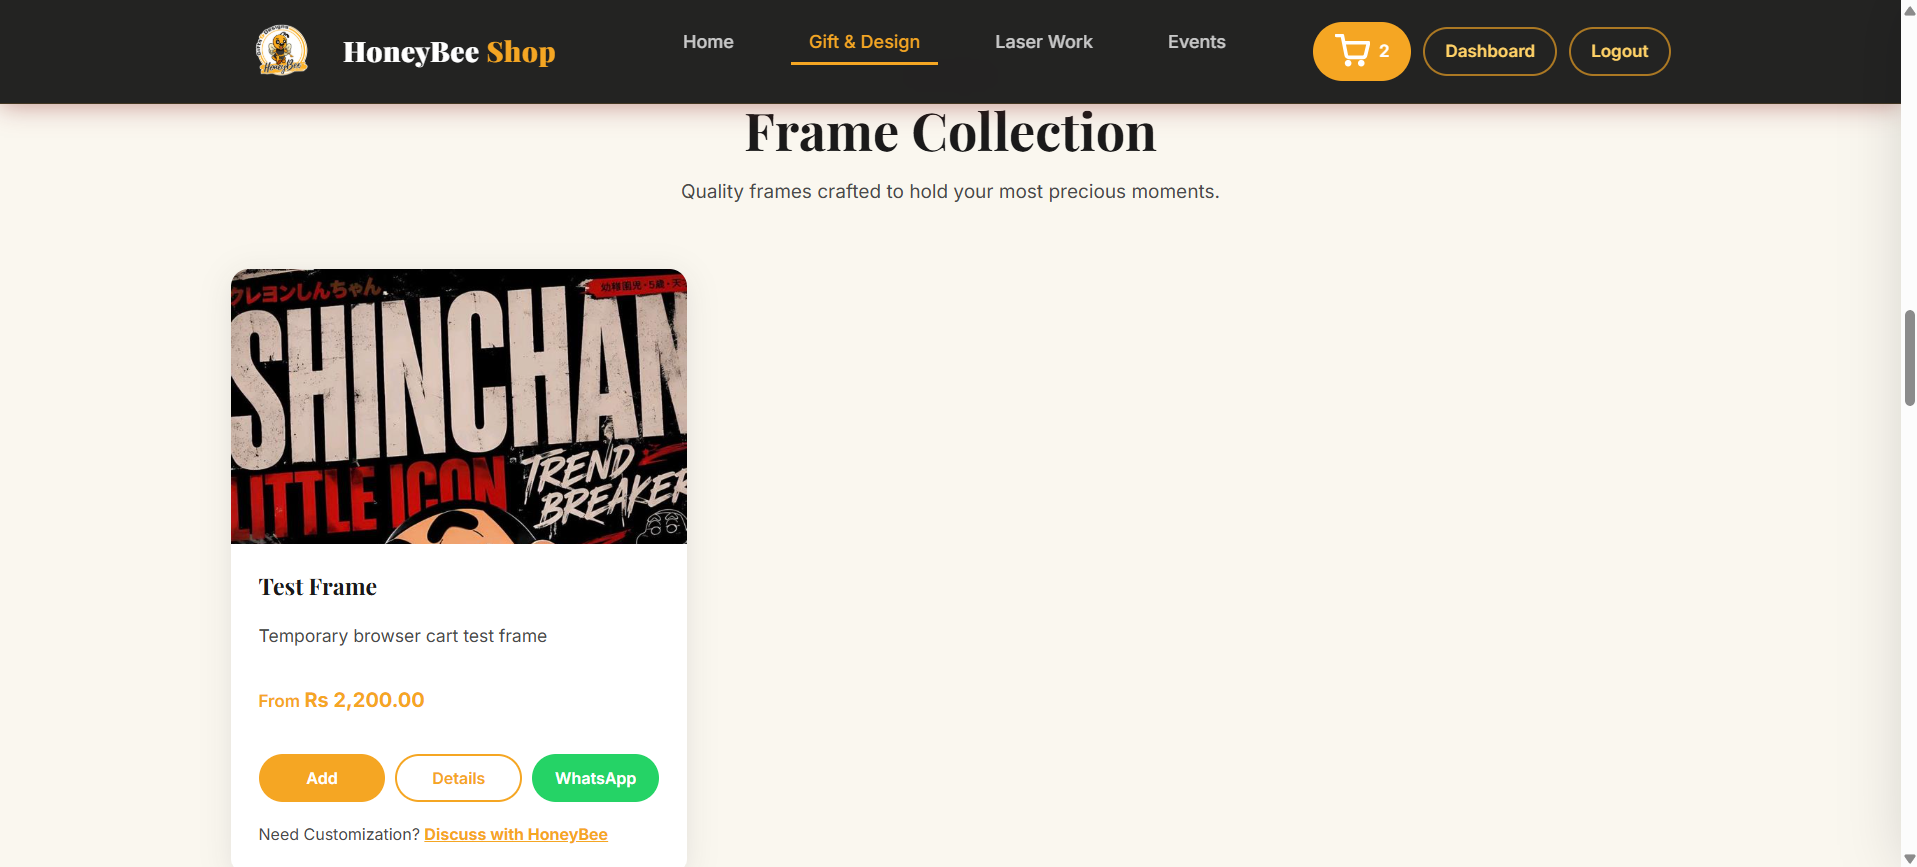 HoneyBee Shop
Home
Gift & Design
Laser Work
Events
2
Dashboard
Logout
Frame Collection
Quality frames crafted to hold your most precious moments.
クレヨンしんちゃん
SHINCHAN
LITTLE ICON
TREND
BREAKER
Test Frame
Temporary browser cart test frame
From Rs 2,200.00
Add
Details
WhatsApp
Need Customization? Discuss with HoneyBee